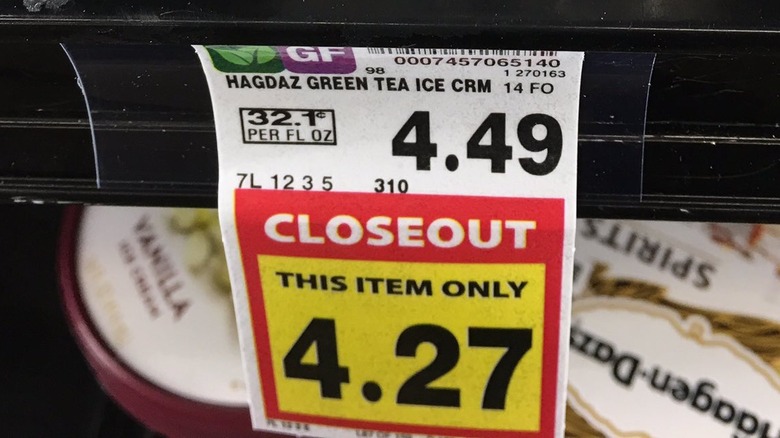 GF
0007457065140
98
1 270163
HAGDAZ GREEN TEA ICE CRM 14 FO
32.1¢
PER FL OZ
4.49
7L 12 3 5 310
CLOSEOUT
THIS ITEM ONLY
4.27
VANILLA
ICE CREAM
SPIRITS
Häagen-Dazs